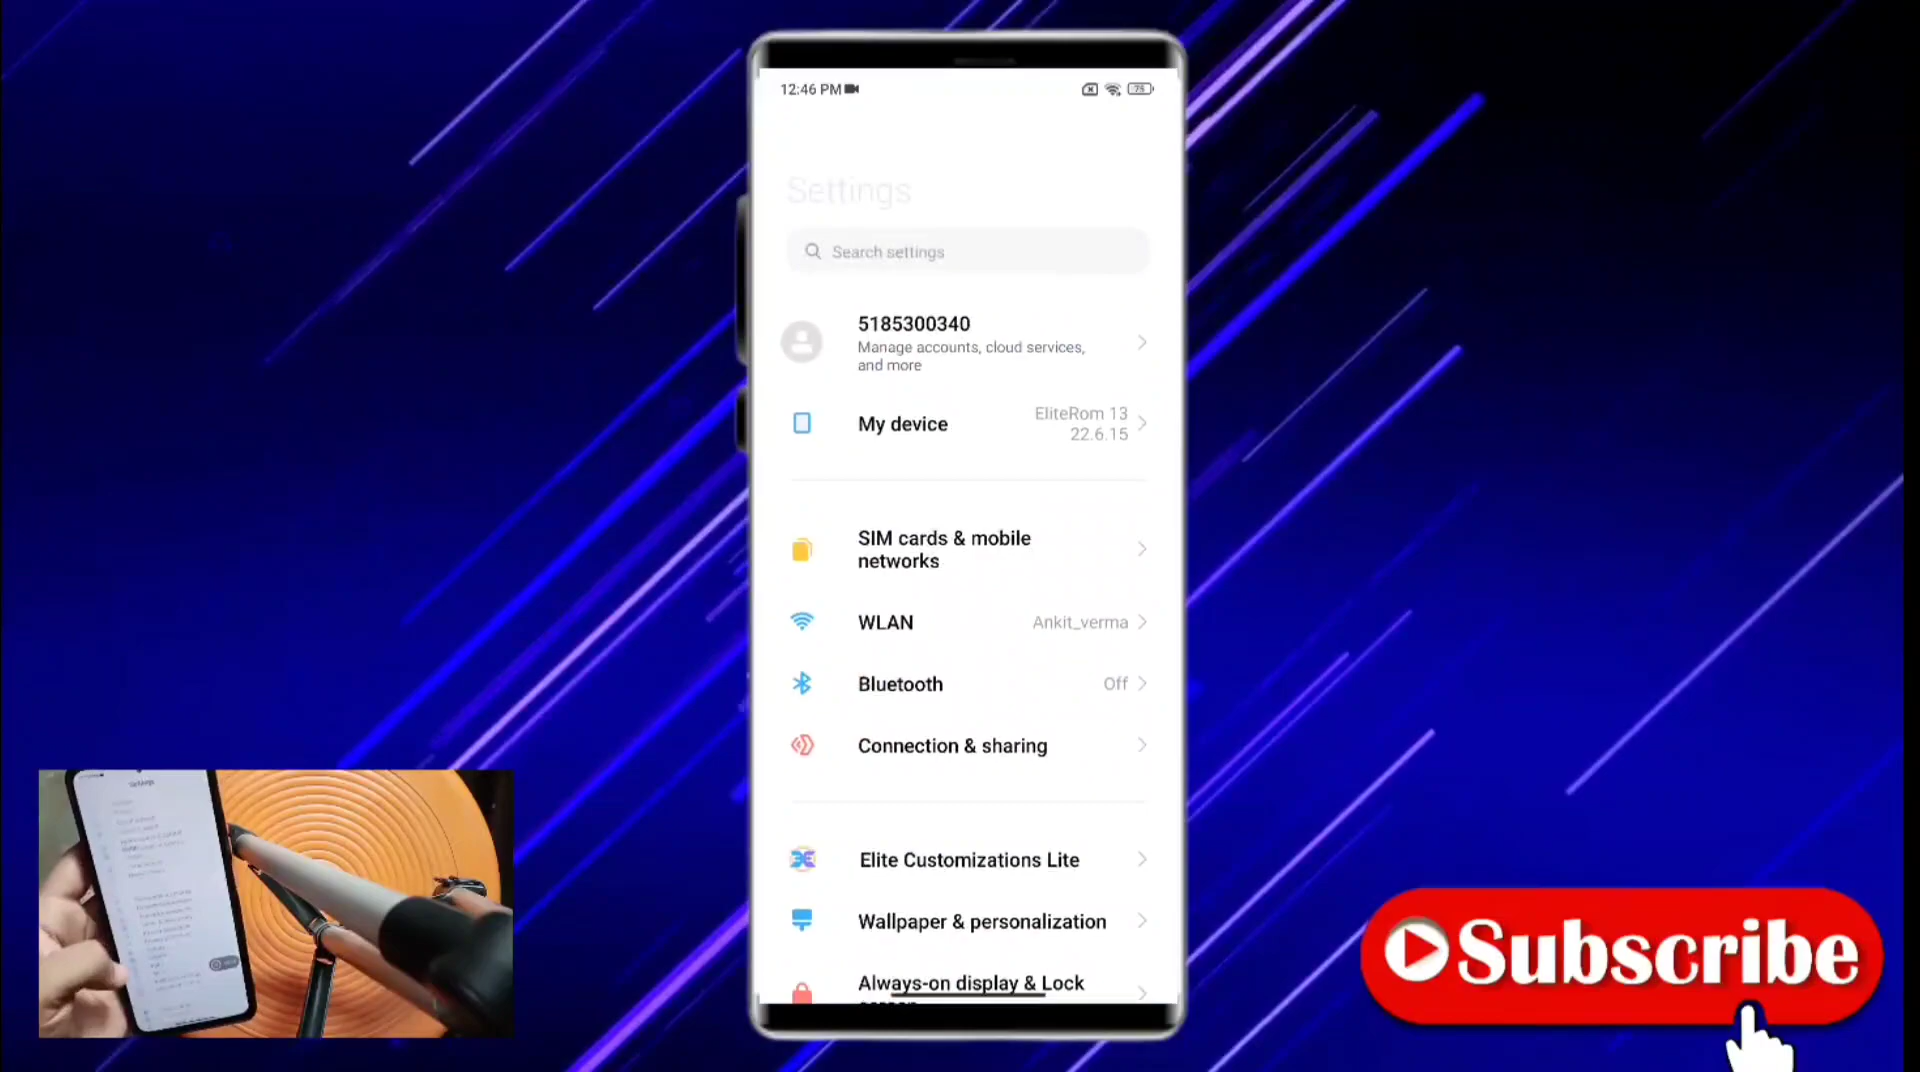 12:46 PM
75
Settings
Search settings
5185300340
Manage accounts, cloud services,
and more
My device
EliteRom 13
22.6.15
SIM cards & mobile
networks
WLAN
Ankit_verma
Bluetooth
Off
Connection & sharing
Elite Customizations Lite
Wallpaper & personalization
Always-on display & Lock
Subscribe